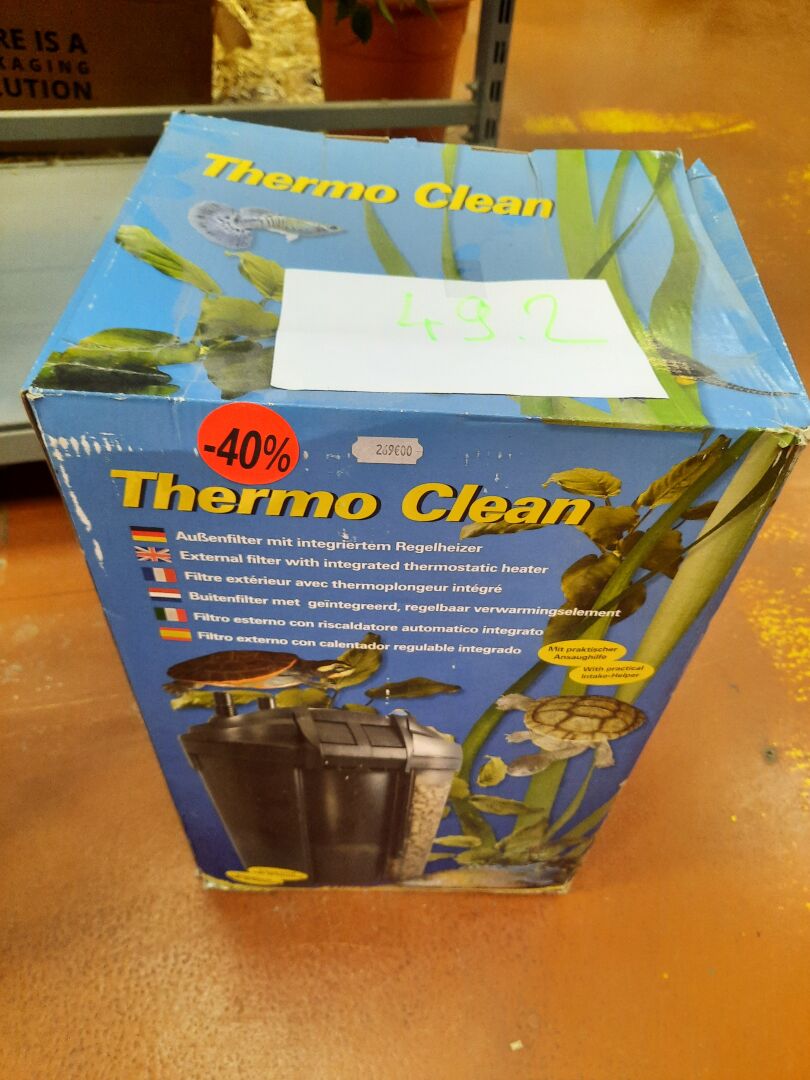 RE IS A
KAGING
LUTION
Thermo Clean
49.2
-40%
269€00
Thermo Clean
Außenfilter mit integriertem Regelheizer
External filter with integrated thermostatic heater
Filtre extérieur avec thermoplongeur intégré
Buitenfilter met geïntegreerd, regelbaar verwarmingselement
Filtro esterno con riscaldatore automatico integrato
Filtro externo con calentador regulable integrado
Mit praktischer
Ansaughilfe
With practical
Intake-Helper